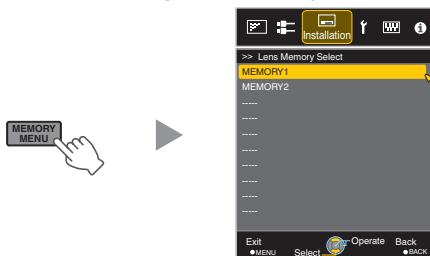 MEMORY
MENU
Installation
>> Lens Memory Select
MEMORY1
MEMORY2
-----
-----
-----
-----
-----
-----
-----
-----
Exit
Operate
Back
●MENU
Select
●BACK